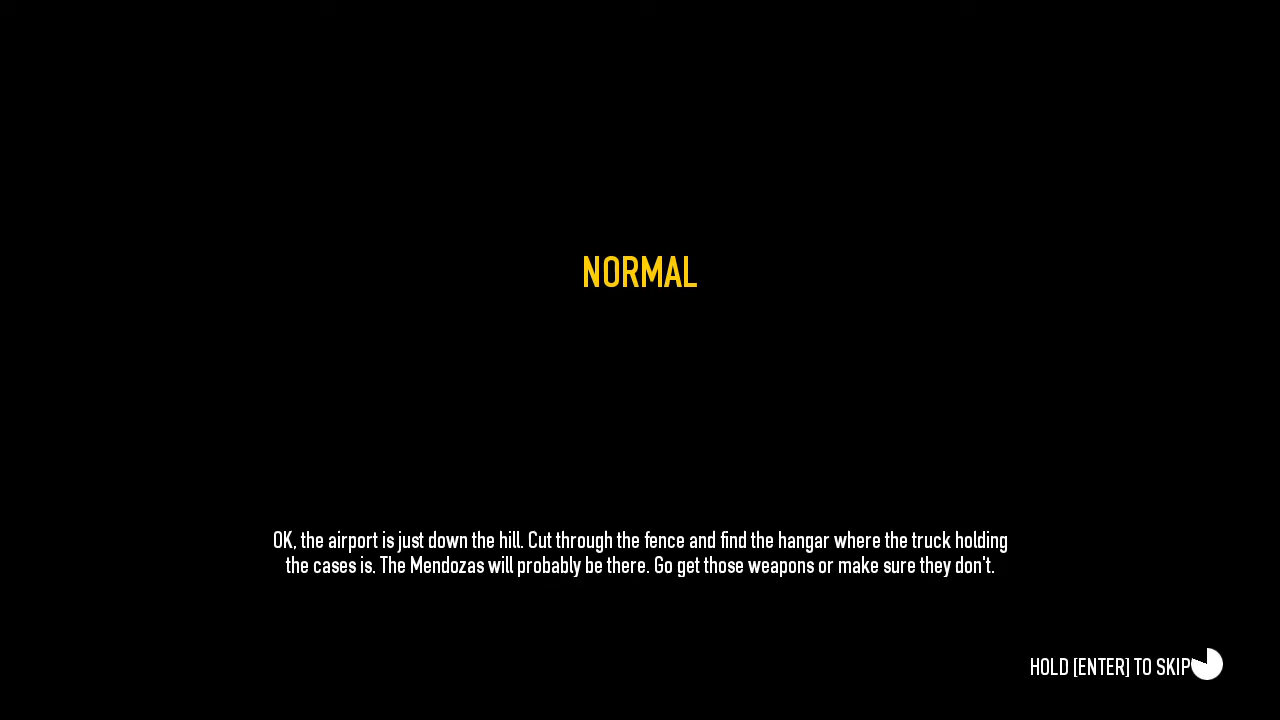 NORMAL
OK, the airport is just down the hill. Cut through the fence and find the hangar where the truck holding
the cases is. The Mendozas will probably be there. Go get those weapons or make sure they don't.
HOLD [ENTER] TO SKIP